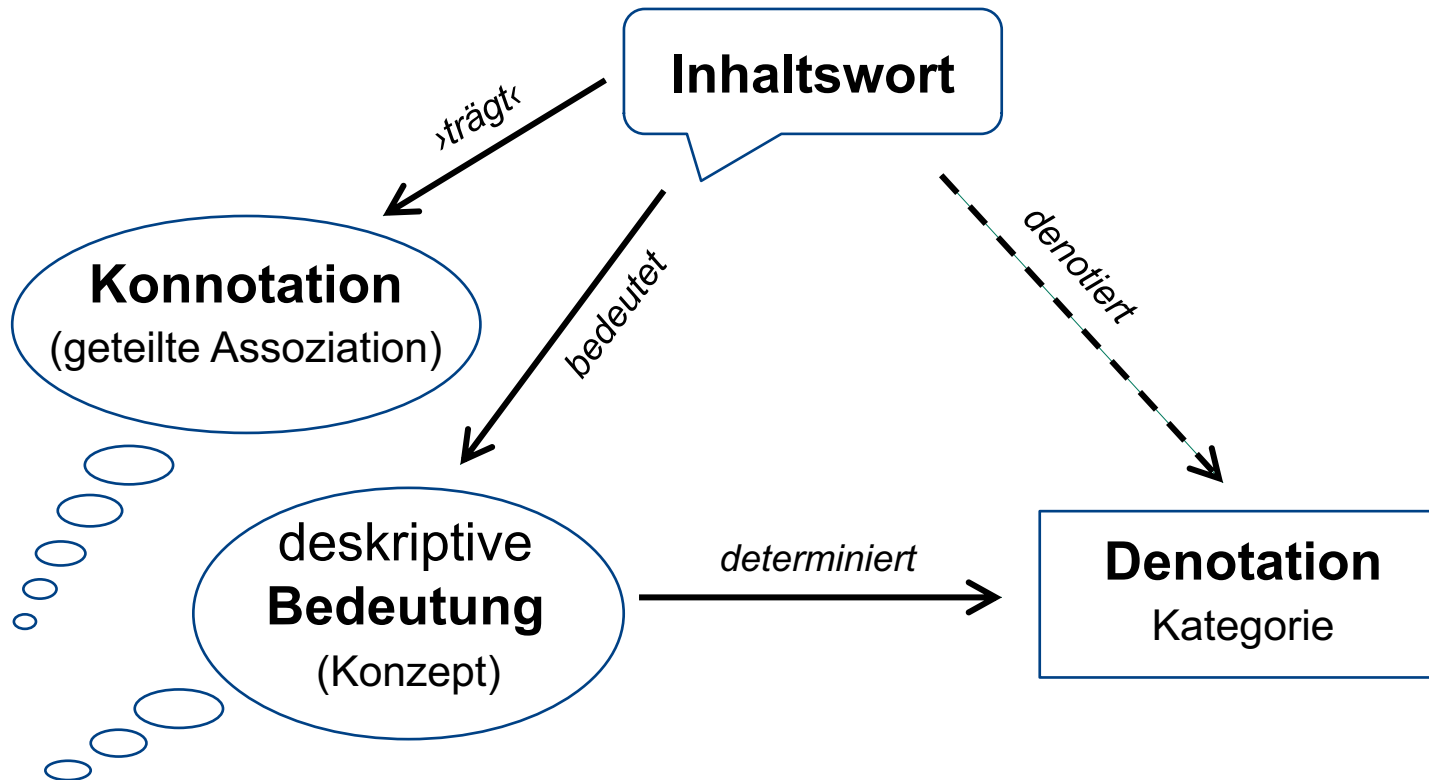 Inhaltswort
›trägt‹
Konnotation
(geteilte Assoziation)
bedeutet
denotiert
deskriptive
Bedeutung
(Konzept)
determiniert
Denotation
Kategorie